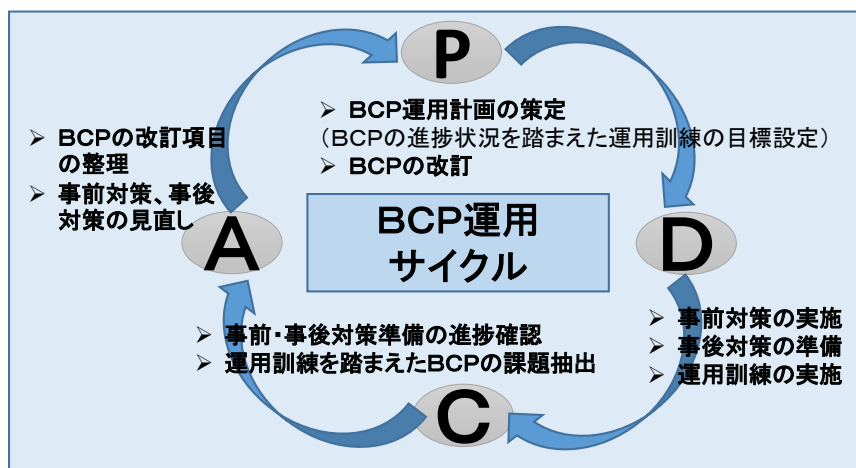 P
➢ BCP運用計画の策定
（BCPの進捗状況を踏まえた運用訓練の目標設定）
➢ BCPの改訂
➢ BCPの改訂項目
の整理
➢ 事前対策、事後
対策の見直し
BCP運用
サイクル
A
D
➢ 事前対策の実施
➢ 事後対策の準備
➢ 運用訓練の実施
➢ 事前・事後対策準備の進捗確認
➢ 運用訓練を踏まえたBCPの課題抽出
C